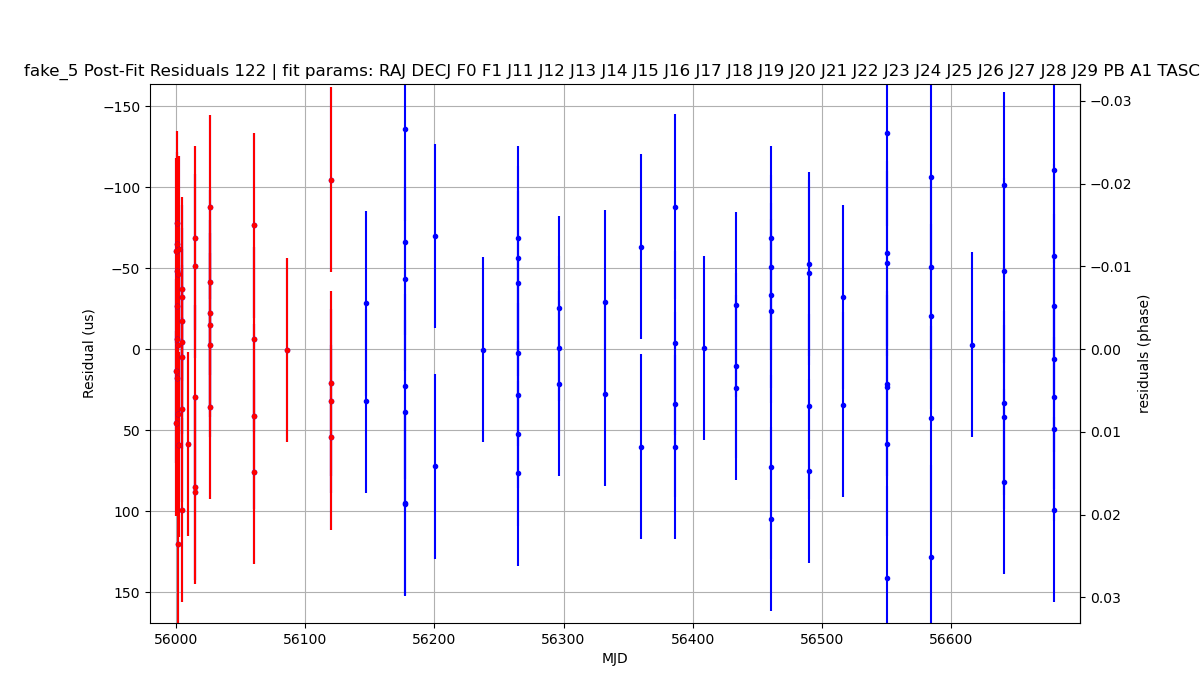 fake_5 Post-Fit Residuals 122 | fit params: RAJ DECJ F0 F1 J11 J12 J13 J14 J15 J16 J17 J18 J19 J20 J21 J22 J23 J24 J25 J26 J27 J28 J29 PB A1 TASC
−150
−100
−50
0
50
100
150
Residual (us)
−0.03
−0.02
−0.01
0.00
0.01
0.02
0.03
residuals (phase)
56000 56100 56200 56300 56400 56500 56600
MJD